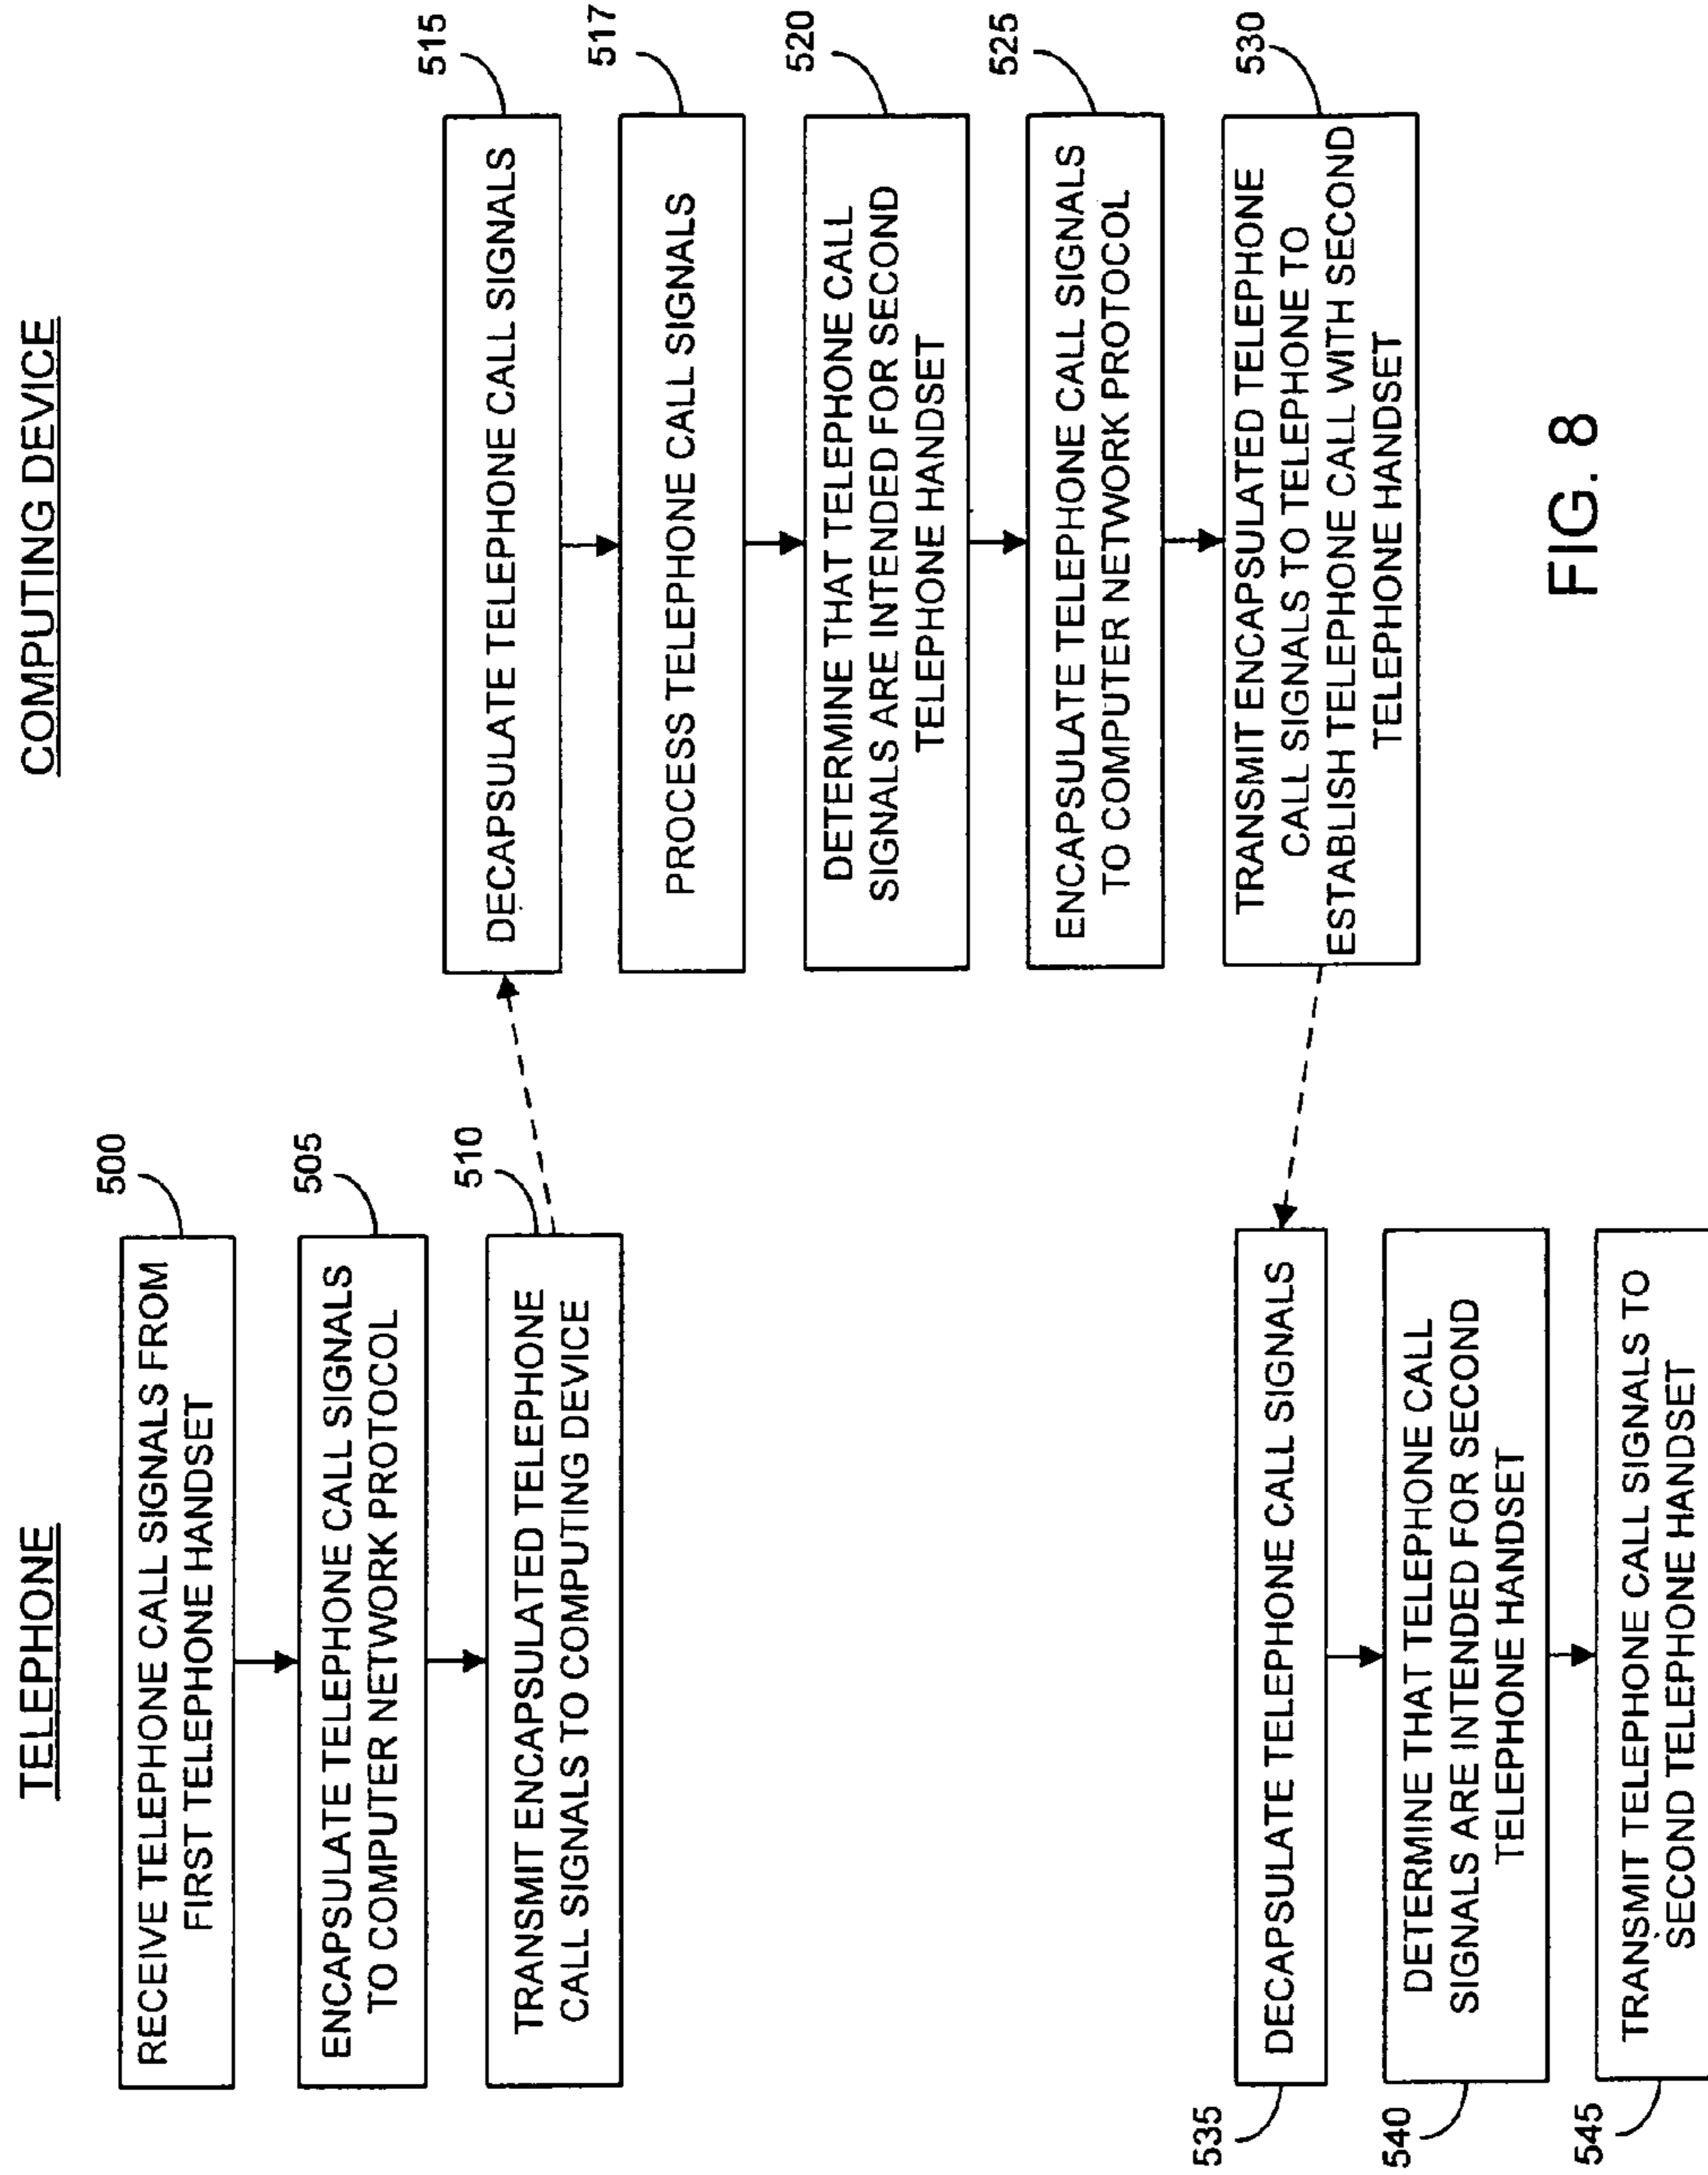 TELEPHONE
COMPUTING DEVICE
500
RECEIVE TELEPHONE CALL SIGNALS FROM
FIRST TELEPHONE HANDSET
505
ENCAPSULATE TELEPHONE CALL SIGNALS
TO COMPUTER NETWORK PROTOCOL
510
TRANSMIT ENCAPSULATED TELEPHONE
CALL SIGNALS TO COMPUTING DEVICE
515
DECAPSULATE TELEPHONE CALL SIGNALS
517
PROCESS TELEPHONE CALL SIGNALS
520
DETERMINE THAT TELEPHONE CALL
SIGNALS ARE INTENDED FOR SECOND
TELEPHONE HANDSET
525
ENCAPSULATE TELEPHONE CALL SIGNALS
TO COMPUTER NETWORK PROTOCOL
530
TRANSMIT ENCAPSULATED TELEPHONE
CALL SIGNALS TO TELEPHONE TO
ESTABLISH TELEPHONE CALL WITH SECOND
TELEPHONE HANDSET
535
DECAPSULATE TELEPHONE CALL SIGNALS
540
DETERMINE THAT TELEPHONE CALL
SIGNALS ARE INTENDED FOR SECOND
TELEPHONE HANDSET
545
TRANSMIT TELEPHONE CALL SIGNALS TO
SECOND TELEPHONE HANDSET
FIG. 8